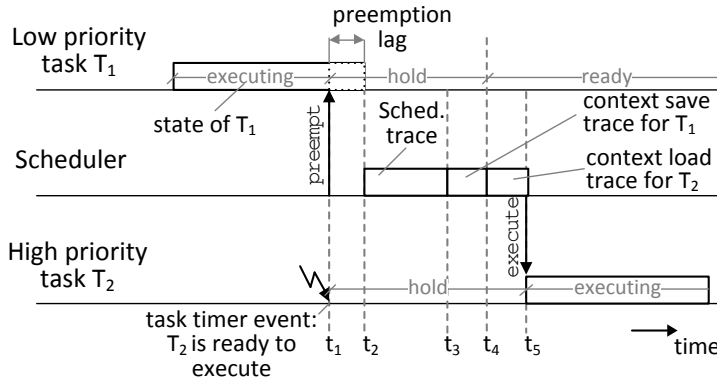 preemption
lag
Low priority
task T₁
executing
hold
ready
state of T₁
preempt
Sched.
trace
context save
trace for T₁
Scheduler
context load
trace for T₂
execute
High priority
task T₂
hold
executing
task timer event:
T₂ is ready to
execute
t₁
t₂
t₃
t₄
t₅
time